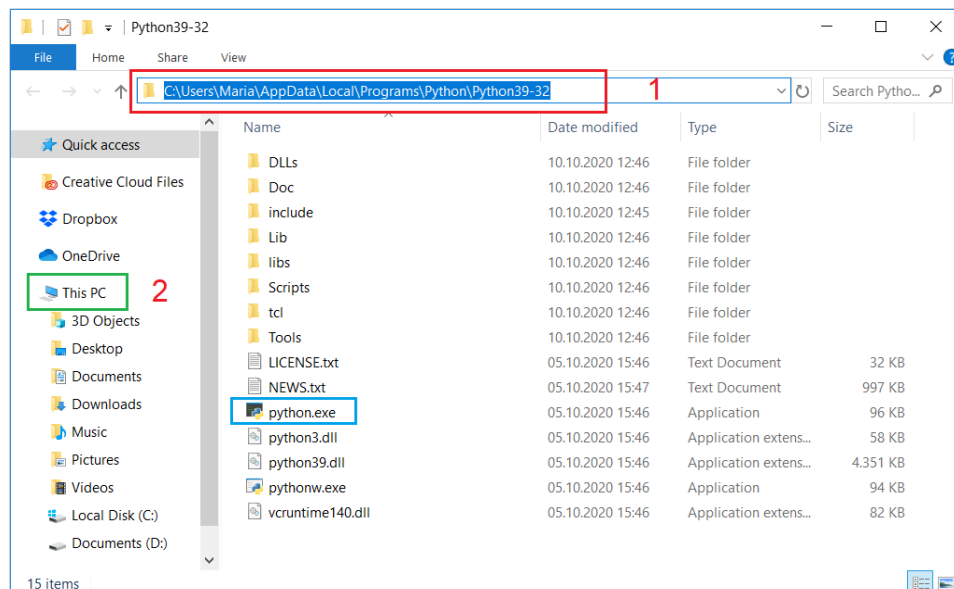 Python39-32
File Home Share View
C:\Users\Maria\AppData\Local\Programs\Python\Python39-32 1 Search Pytho...
Name Date modified Type Size
Quick access
Creative Cloud Files
Dropbox
OneDrive
This PC 2
3D Objects
Desktop
Documents
Downloads
Music
Pictures
Videos
Local Disk (C:)
Documents (D:)
DLLs 10.10.2020 12:46 File folder
Doc 10.10.2020 12:46 File folder
include 10.10.2020 12:45 File folder
Lib 10.10.2020 12:46 File folder
libs 10.10.2020 12:46 File folder
Scripts 10.10.2020 12:46 File folder
tcl 10.10.2020 12:46 File folder
Tools 10.10.2020 12:46 File folder
LICENSE.txt 05.10.2020 15:46 Text Document 32 KB
NEWS.txt 05.10.2020 15:47 Text Document 997 KB
python.exe 05.10.2020 15:46 Application 96 KB
python3.dll 05.10.2020 15:46 Application extens... 58 KB
python39.dll 05.10.2020 15:46 Application extens... 4.351 KB
pythonw.exe 05.10.2020 15:46 Application 94 KB
vcruntime140.dll 05.10.2020 15:46 Application extens... 82 KB
15 items